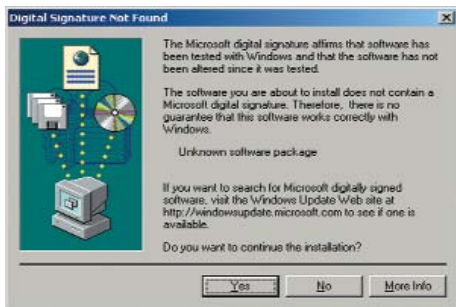 Digital Signature Not Found
The Microsoft digital signature affirms that software has
been tested with Windows and that the software has not
been altered since it was tested.
The software you are about to install does not contain a
Microsoft digital signature. Therefore, there is no
guarantee that this software works correctly with
Windows.
Unknown software package
If you want to search for Microsoft digitally signed
software, visit the Windows Update Web site at
http://windowsupdate.microsoft.com to see if one is
available.
Do you want to continue the installation?
Yes No More Info